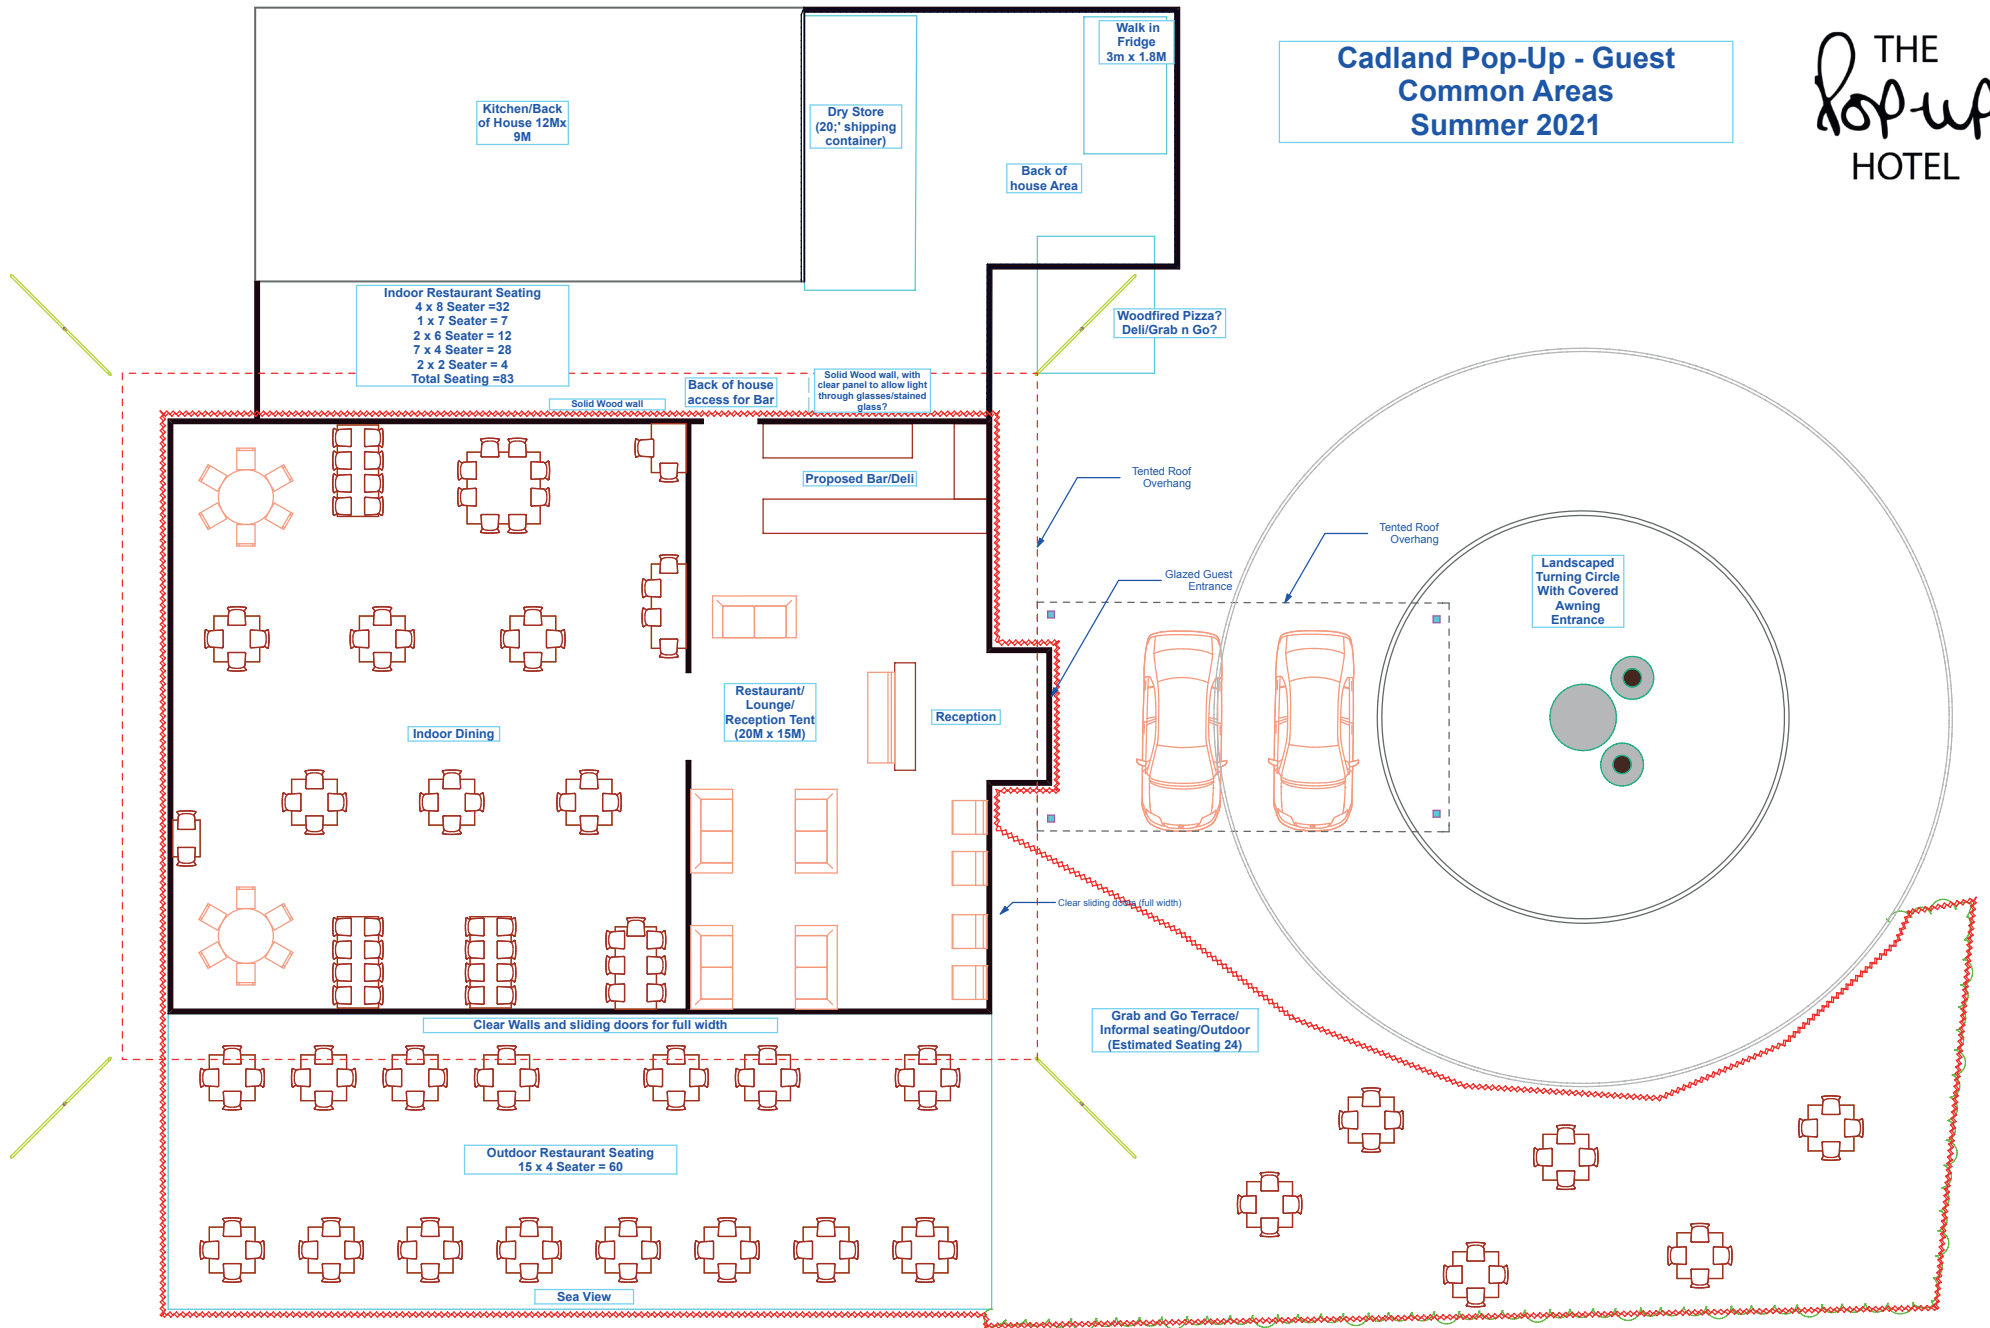 Walk in
Fridge
3m x 1.8M
Cadland Pop-Up - Guest
Common Areas
Summer 2021
THE
Pop-up
HOTEL
Kitchen/Back
of House 12Mx
9M
Dry Store
(20;' shipping
container)
Back of
house Area
Indoor Restaurant Seating
4 x 8 Seater =32
1 x 7 Seater = 7
2 x 6 Seater = 12
7 x 4 Seater = 28
2 x 2 Seater = 4
Total Seating =83
Woodfired Pizza?
Deli/Grab n Go?
Solid Wood wall
Back of house
access for Bar
Solid Wood wall, with
clear panel to allow light
through glasses/stained
glass?
Proposed Bar/Deli
Tented Roof
Overhang
Tented Roof
Overhang
Glazed Guest
Entrance
Landscaped
Turning Circle
With Covered
Awning
Entrance
Restaurant/
Lounge/
Reception Tent
(20M x 15M)
Reception
Indoor Dining
Clear sliding doors (full width)
Clear Walls and sliding doors for full width
Grab and Go Terrace/
Informal seating/Outdoor
(Estimated Seating 24)
Outdoor Restaurant Seating
15 x 4 Seater = 60
Sea View